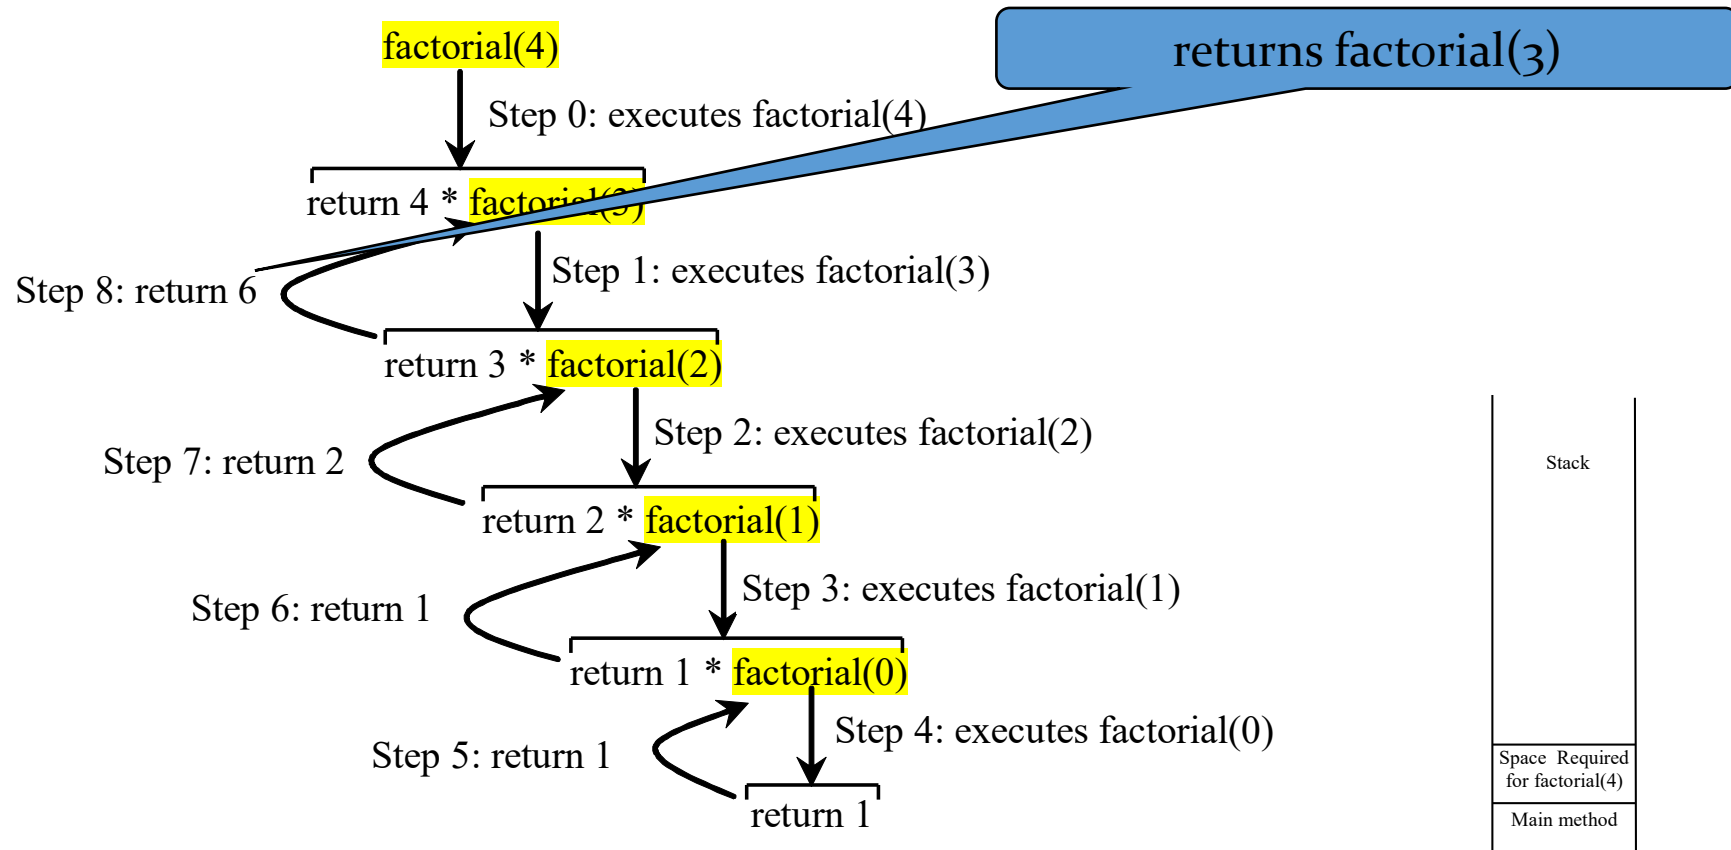 factorial(4)
returns factorial(3)
Step 0: executes factorial(4)
return 4 * factorial(3)
Step 1: executes factorial(3)
Step 8: return 6
return 3 * factorial(2)
Step 2: executes factorial(2)
Step 7: return 2
Stack
return 2 * factorial(1)
Step 3: executes factorial(1)
Step 6: return 1
return 1 * factorial(0)
Step 4: executes factorial(0)
Step 5: return 1
Space Required
for factorial(4)
return 1
Main method